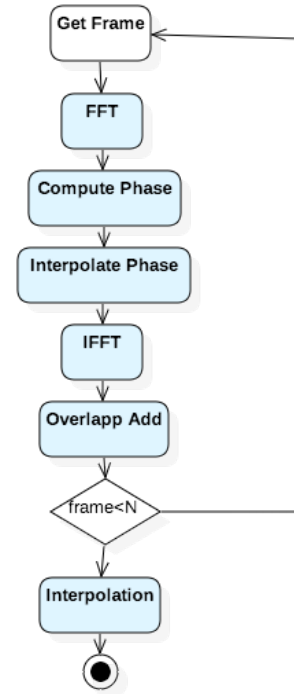 Get Frame
FFT
Compute Phase
Interpolate Phase
IFFT
Overlapp Add
frame<N
Interpolation